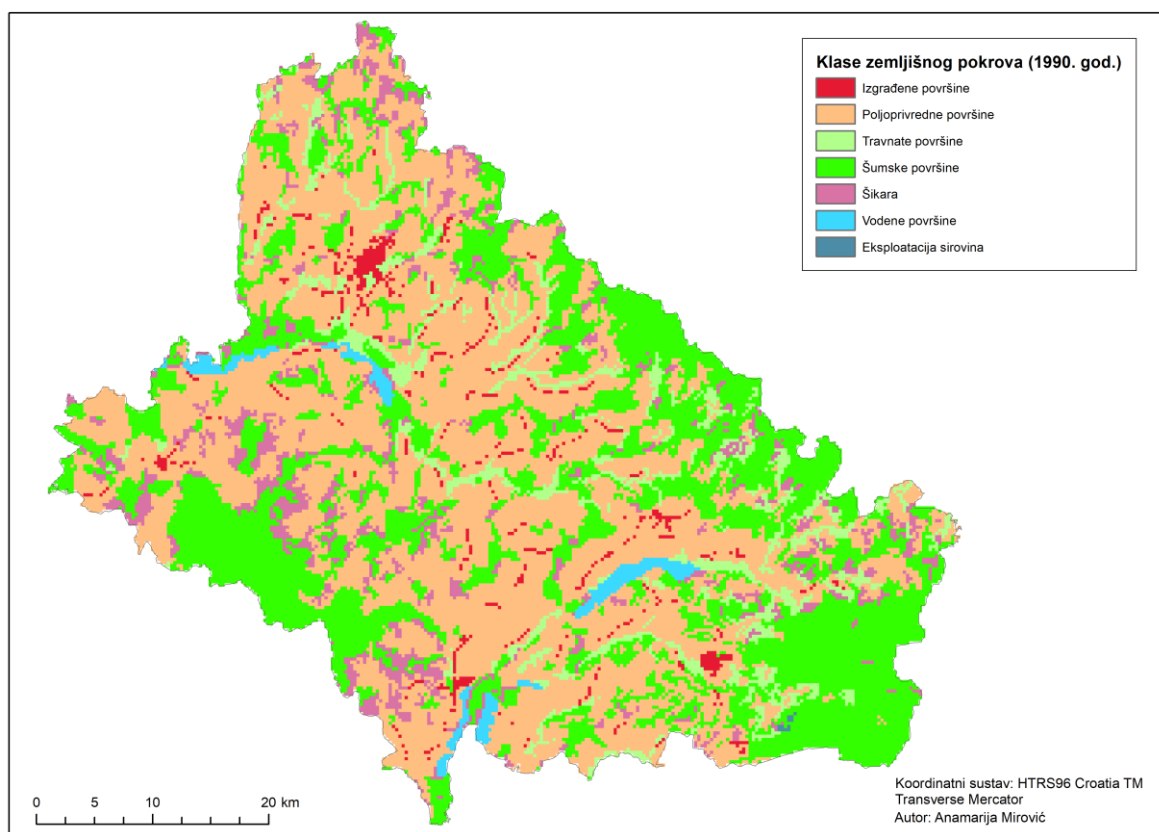 Klase zemljišnog pokrova (1990. god.)
Izgrađene površine
Poljoprivredne površine
Travnate površine
Šumske površine
Šikara
Vodene površine
Eksploatacija sirovina
0 5 10 20 km
Koordinatni sustav: HTRS96 Croatia TM
Transverse Mercator
Autor: Anamarija Mirović